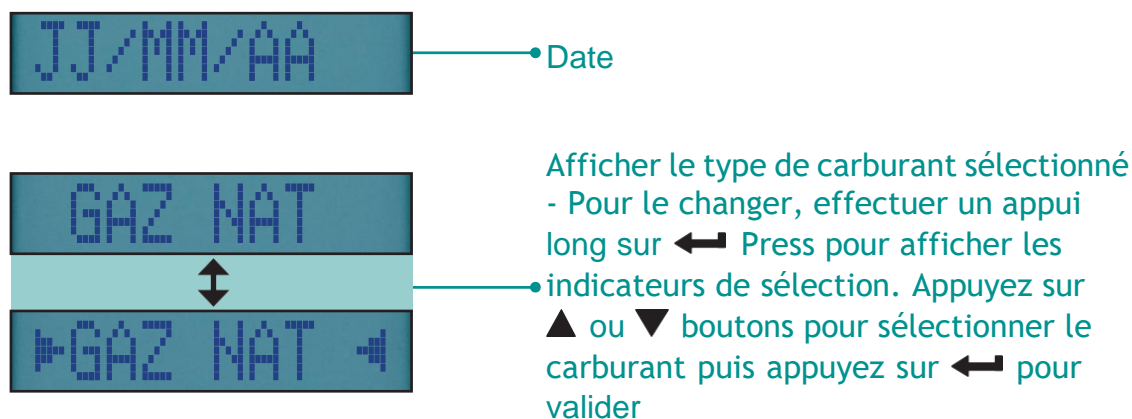 JJ/MM/AA
Date
Afficher le type de carburant sélectionné
- Pour le changer, effectuer un appui
long sur Press pour afficher les
indicateurs de sélection. Appuyez sur
▲ ou ▼ boutons pour sélectionner le
carburant puis appuyez sur pour
valider
GAZ NAT
GAZ NAT